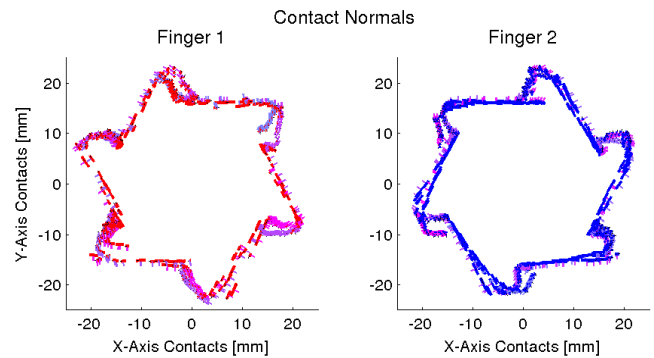 Contact Normals
Finger 1
Finger 2
Y-Axis Contacts [mm]
20
10
0
-10
-20
-20 -10 0 10 20
X-Axis Contacts [mm]
20
10
0
-10
-20
-20 -10 0 10 20
X-Axis Contacts [mm]